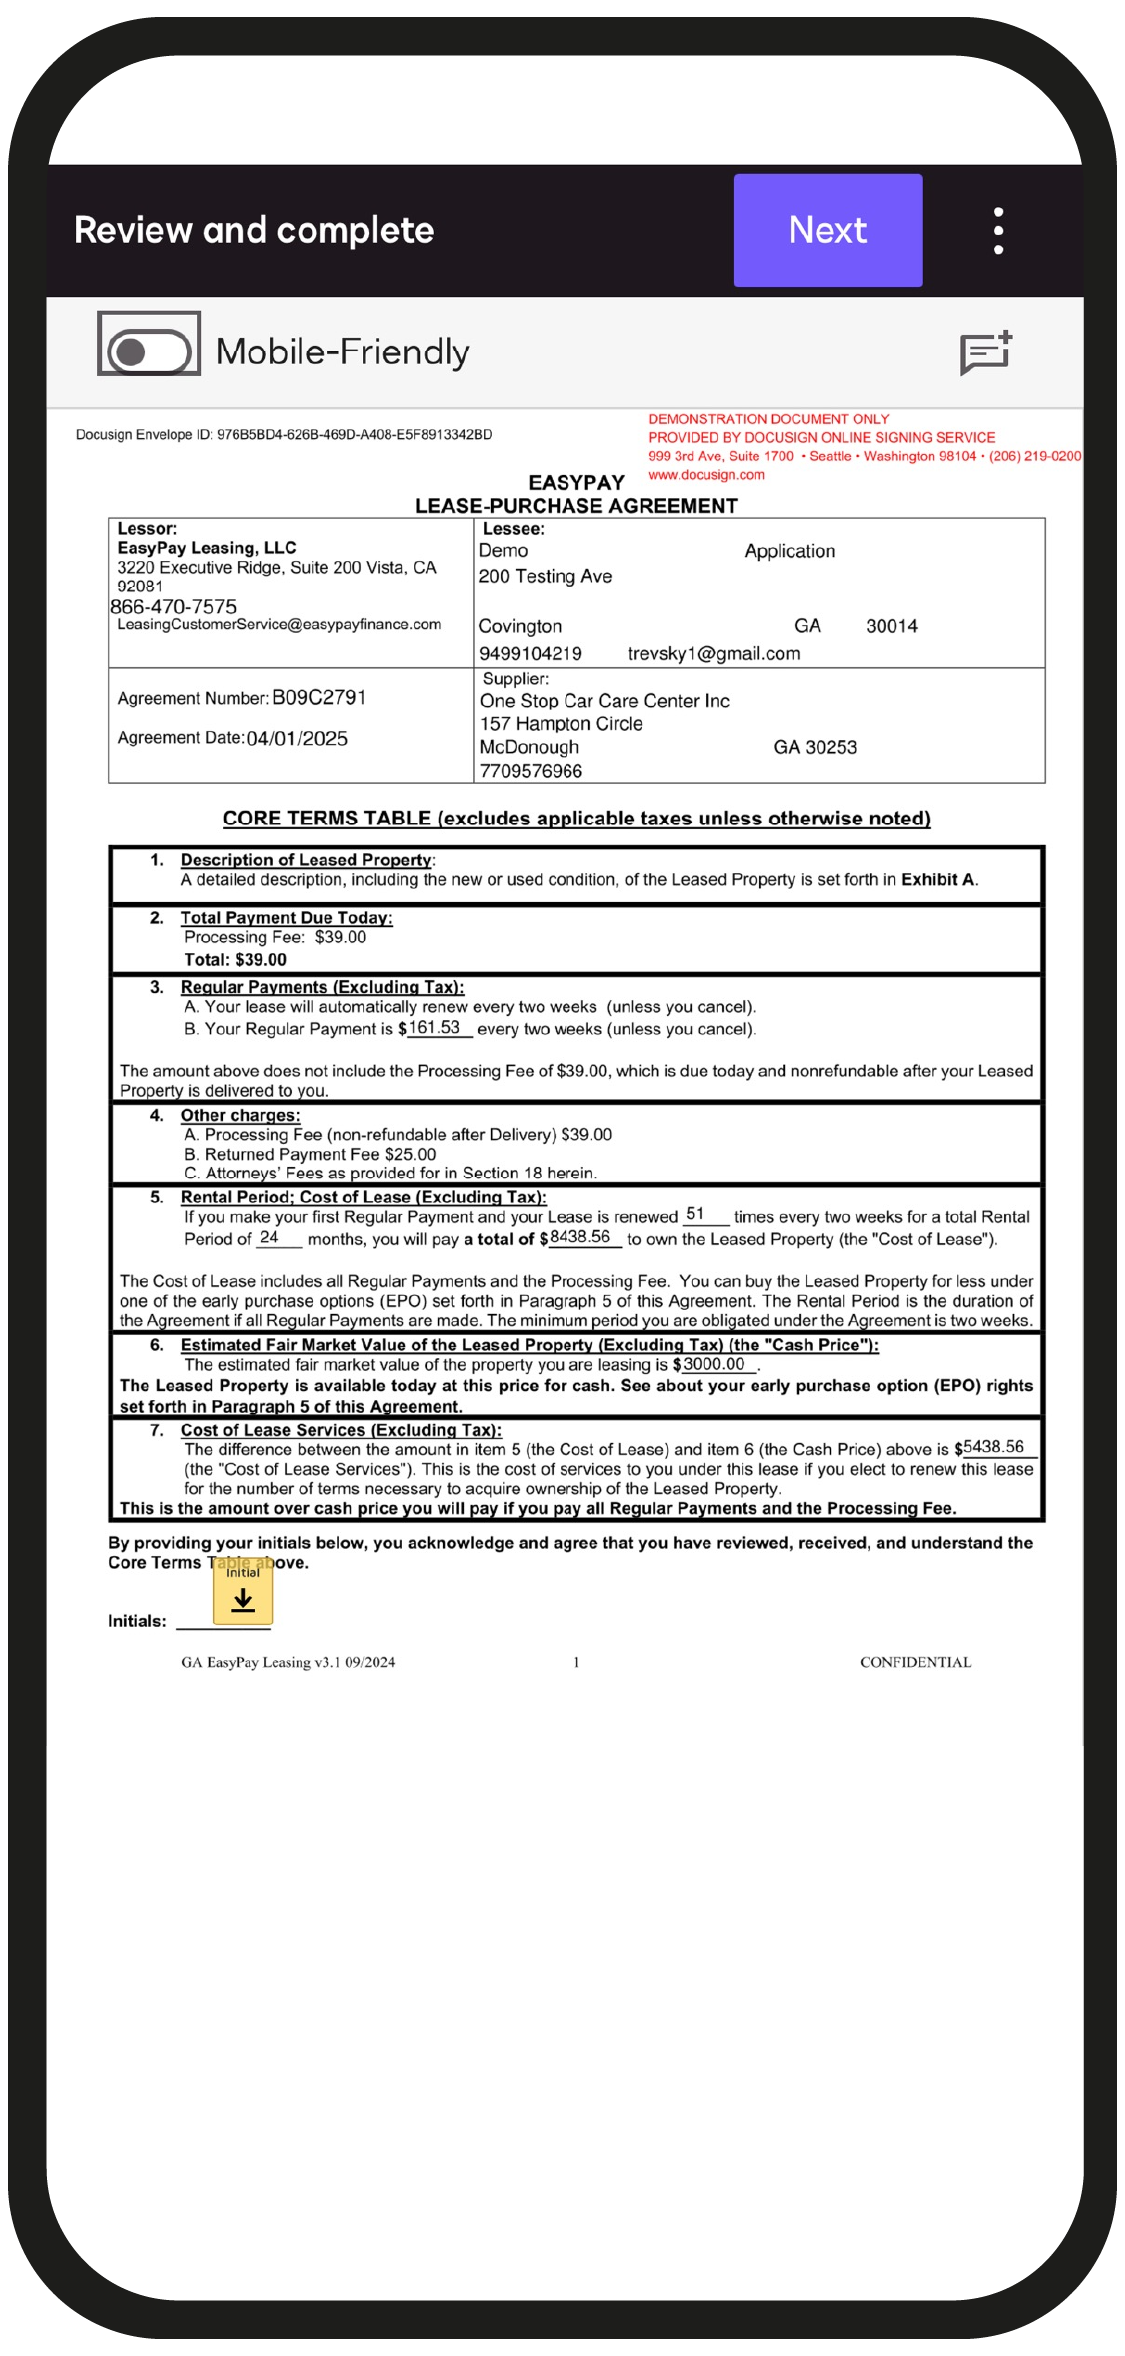 Review and complete
Next
Mobile-Friendly
Docusign Envelope ID: 976B5BD4-626B-469D-A408-E5F8913342BD
DEMONSTRATION DOCUMENT ONLY
PROVIDED BY DOCUSIGN ONLINE SIGNING SERVICE
999 3rd Ave, Suite 1700 • Seattle • Washington 98104 • (206) 219-0200
www.docusign.com
EASYPAY
LEASE-PURCHASE AGREEMENT
Lessor:
EasyPay Leasing, LLC
3220 Executive Ridge, Suite 200 Vista, CA
92081
866-470-7575
LeasingCustomerService@easypayfinance.com
Lessee:
Demo Application
200 Testing Ave
Covington GA 30014
9499104219 trevsky1@gmail.com
Agreement Number: B09C2791
Agreement Date: 04/01/2025
Supplier:
One Stop Car Care Center Inc
157 Hampton Circle
McDonough GA 30253
7709576966
CORE TERMS TABLE (excludes applicable taxes unless otherwise noted)
1. Description of Leased Property:
A detailed description, including the new or used condition, of the Leased Property is set forth in Exhibit A.
2. Total Payment Due Today:
Processing Fee: $39.00
Total: $39.00
3. Regular Payments (Excluding Tax):
A. Your lease will automatically renew every two weeks (unless you cancel).
B. Your Regular Payment is $161.53 every two weeks (unless you cancel).
The amount above does not include the Processing Fee of $39.00, which is due today and nonrefundable after your Leased
Property is delivered to you.
4. Other charges:
A. Processing Fee (non-refundable after Delivery) $39.00
B. Returned Payment Fee $25.00
C. Attorneys' Fees as provided for in Section 18 herein.
5. Rental Period; Cost of Lease (Excluding Tax):
If you make your first Regular Payment and your Lease is renewed 51 times every two weeks for a total Rental
Period of 24 months, you will pay a total of $8438.56 to own the Leased Property (the "Cost of Lease").
The Cost of Lease includes all Regular Payments and the Processing Fee. You can buy the Leased Property for less under
one of the early purchase options (EPO) set forth in Paragraph 5 of this Agreement. The Rental Period is the duration of
the Agreement if all Regular Payments are made. The minimum period you are obligated under the Agreement is two weeks.
6. Estimated Fair Market Value of the Leased Property (Excluding Tax) (the "Cash Price"):
The estimated fair market value of the property you are leasing is $3000.00.
The Leased Property is available today at this price for cash. See about your early purchase option (EPO) rights
set forth in Paragraph 5 of this Agreement.
7. Cost of Lease Services (Excluding Tax):
The difference between the amount in item 5 (the Cost of Lease) and item 6 (the Cash Price) above is $5438.56
(the "Cost of Lease Services"). This is the cost of services to you under this lease if you elect to renew this lease
for the number of terms necessary to acquire ownership of the Leased Property.
This is the amount over cash price you will pay if you pay all Regular Payments and the Processing Fee.
By providing your initials below, you acknowledge and agree that you have reviewed, received, and understand the
Core Terms Table above.
Initial
Initials:
GA EasyPay Leasing v3.1 09/2024 1 CONFIDENTIAL